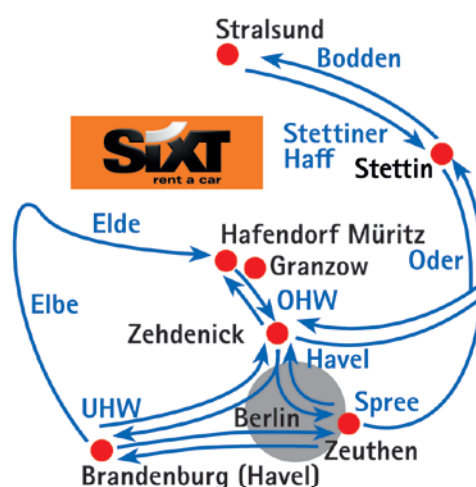 Stralsund
Bodden
Stettiner
Haff
Stettin
SIXT
rent a car
Elde
Hafendorf Müritz
Granzow
Oder
Elbe
OHW
Zehdenick
Havel
UHW
Berlin
Spree
Zeuthen
Brandenburg (Havel)